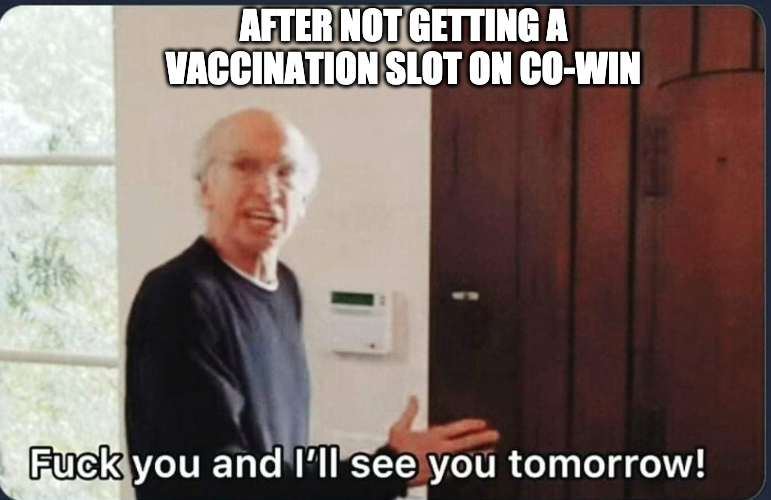 AFTER NOT GETTING A
VACCINATION SLOT ON CO-WIN
Fuck you and I'll see you tomorrow!